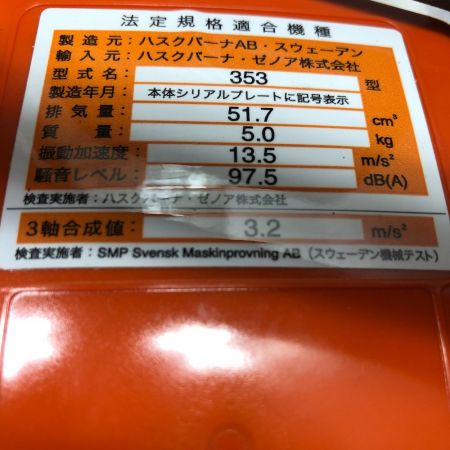 法定規格適合機種
製造元：ハスクバーナAB・スウェーデン
輸入元：ハスクバーナ・ゼノア株式会社
型式名： 353 型
製造年月： 本体シリアルプレートに記号表示
排気量： 51.7 cm³
質量： 5.0 kg
振動加速度： 13.5 m/s²
騒音レベル： 97.5 dB(A)
検査実施者：ハスクバーナ・ゼノア株式会社
3軸合成値： 3.2 m/s²
検査実施者：SMP Svensk Maskinprovning AB（スウェーデン機械テスト）